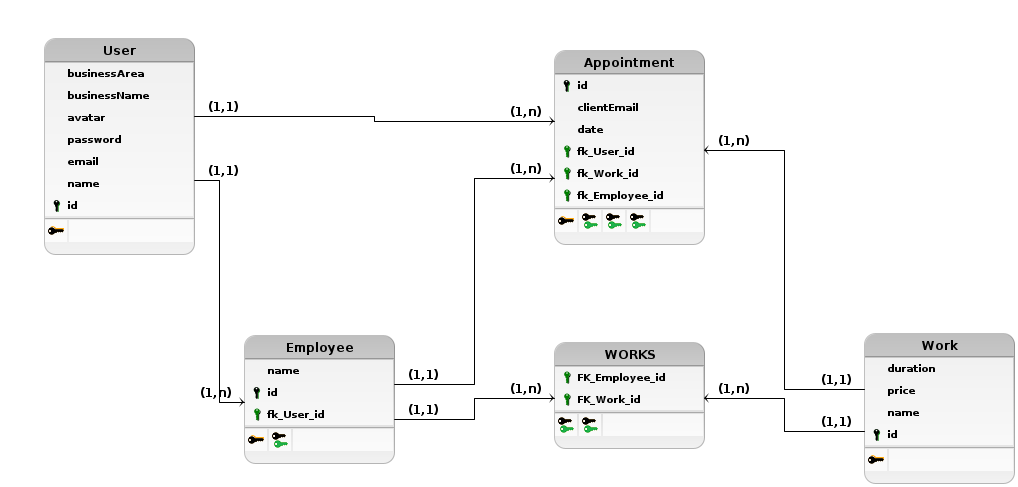 User
businessArea
businessName
avatar
password
email
name
id
(1,1)
(1,n)
(1,1)
(1,n)
Appointment
id
clientEmail
date
fk_User_id
fk_Work_id
fk_Employee_id
(1,n)
(1,n)
Employee
name
id
fk_User_id
(1,1)
(1,1)
(1,n)
WORKS
FK_Employee_id
FK_Work_id
(1,n)
(1,1)
(1,1)
Work
duration
price
name
id